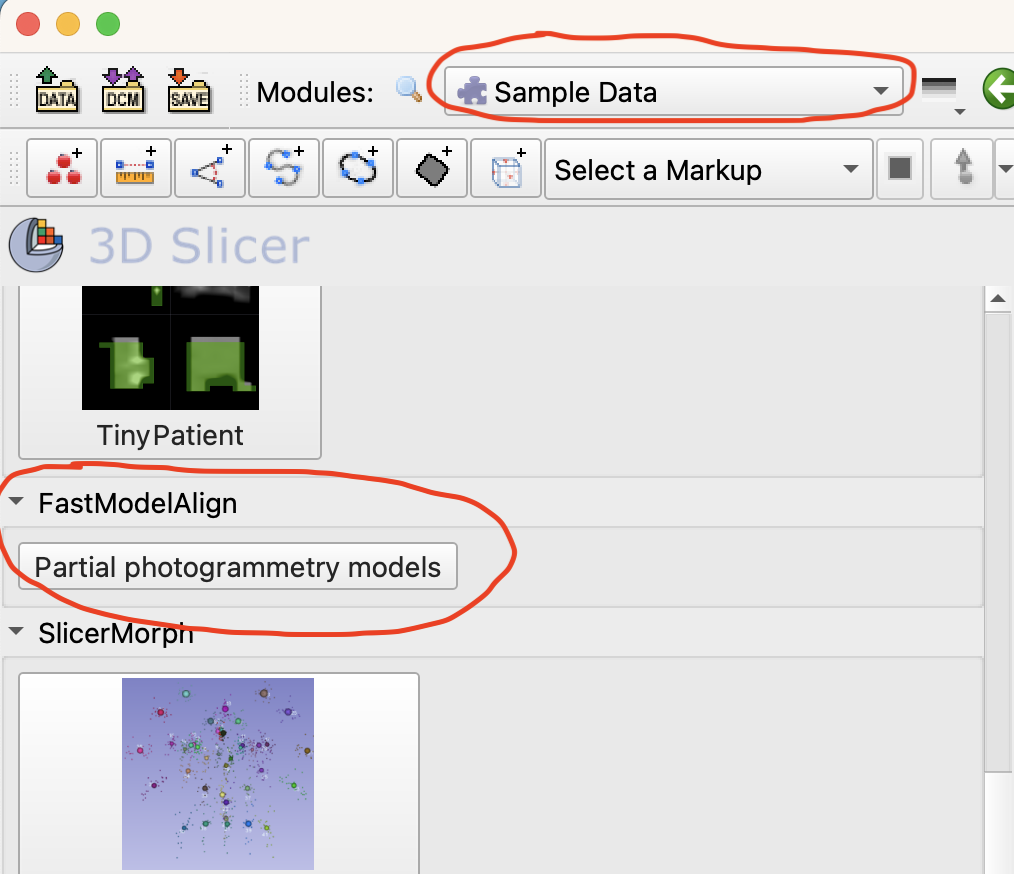 DATA
DCM
SAVE
Modules:
Sample Data
Select a Markup
3D Slicer
TinyPatient
FastModelAlign
Partial photogrammetry models
SlicerMorph